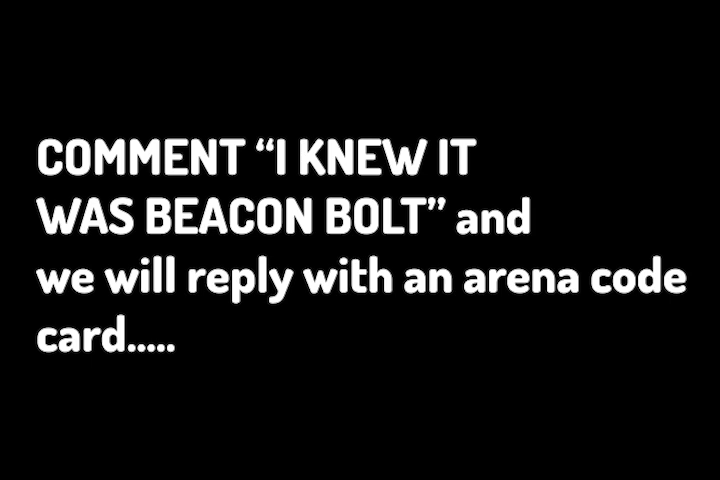 COMMENT “I KNEW IT
WAS BEACON BOLT” and
we will reply with an arena code
card.....